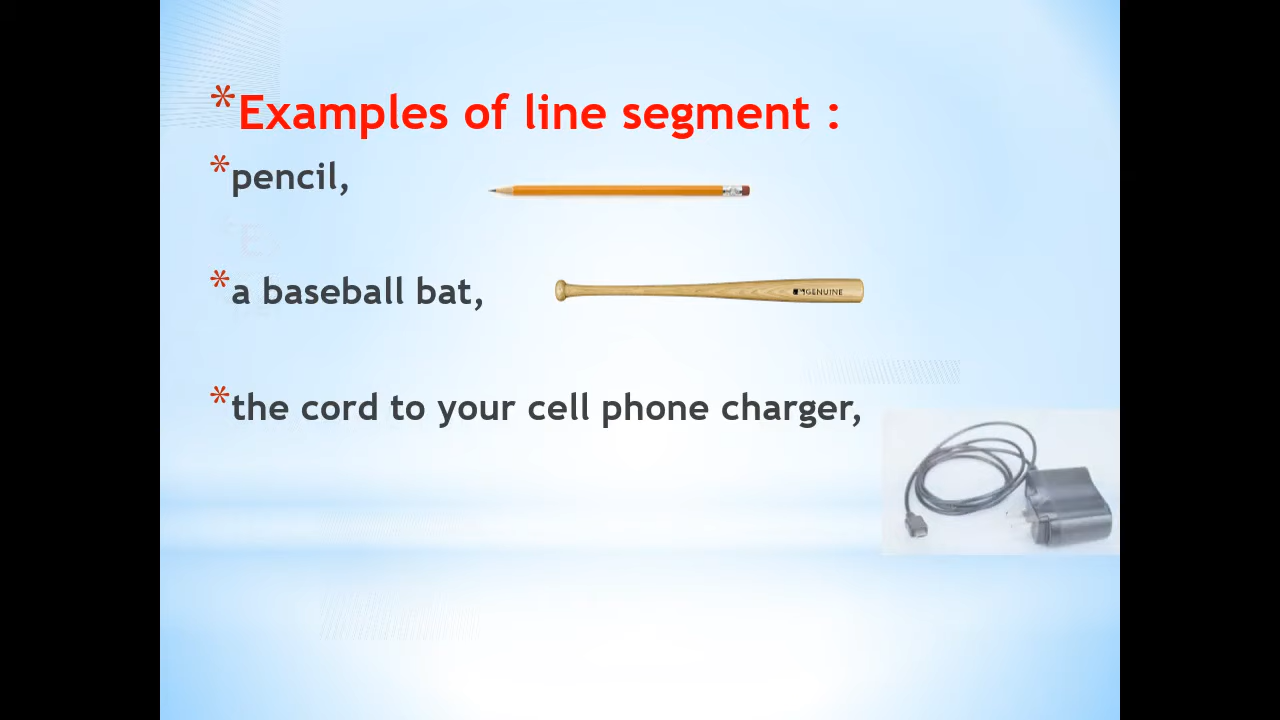 *Examples of line segment :
*pencil,
*a baseball bat,
GENUINE
*the cord to your cell phone charger,